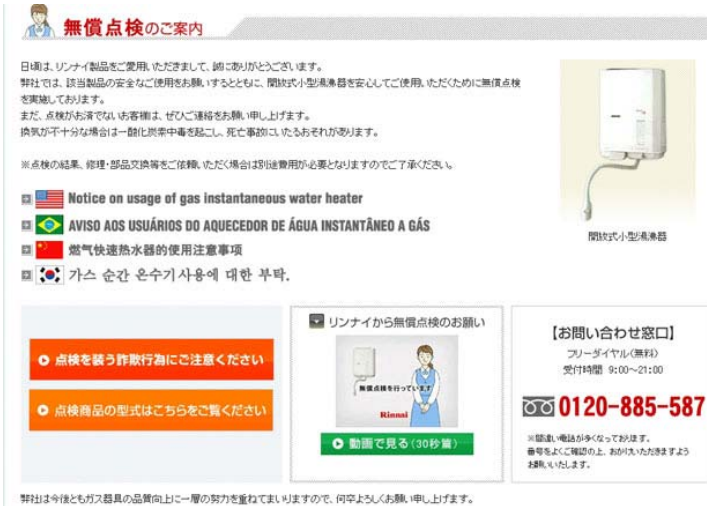 無償点検のご案内
日頃は、リンナイ製品をご愛用いただきまして、誠にありがとうございます。
弊社では、該当製品の安全なご使用をお願いするとともに、開放式小型湯沸器を安心してご使用いただくために無償点検
を実施しております。
まだ、点検がお済でないお客様は、ぜひご連絡をお願い申し上げます。
換気が不十分な場合は一酸化炭素中毒を起こし、死亡事故にいたるおそれがあります。
※点検の結果、修理・部品交換等をご依頼いただく場合は別途費用が必要となりますのでご了承ください。
Notice on usage of gas instantaneous water heater
AVISO AOS USUÁRIOS DO AQUECEDOR DE ÁGUA INSTANTÂNEO A GÁS
燃气快速热水器的使用注意事项
가스 순간 온수기사용에 대한 부탁.
開放式小型湯沸器
点検を装う詐欺行為にご注意ください
点検商品の型式はこちらをご覧ください
リンナイから無償点検のお願い
無償点検を行っています
Rinnai
動画で見る(30秒篇)
【お問い合わせ窓口】
フリーダイヤル(無料)
受付時間 9:00~21:00
0120-885-587
※間違い電話が多くなっております。
番号をよくご確認の上、おかけいただきますよう
お願いいたします。
弊社は今後ともガス器具の品質向上に一層の努力を重ねてまいりますので、何卒よろしくお願い申し上げます。